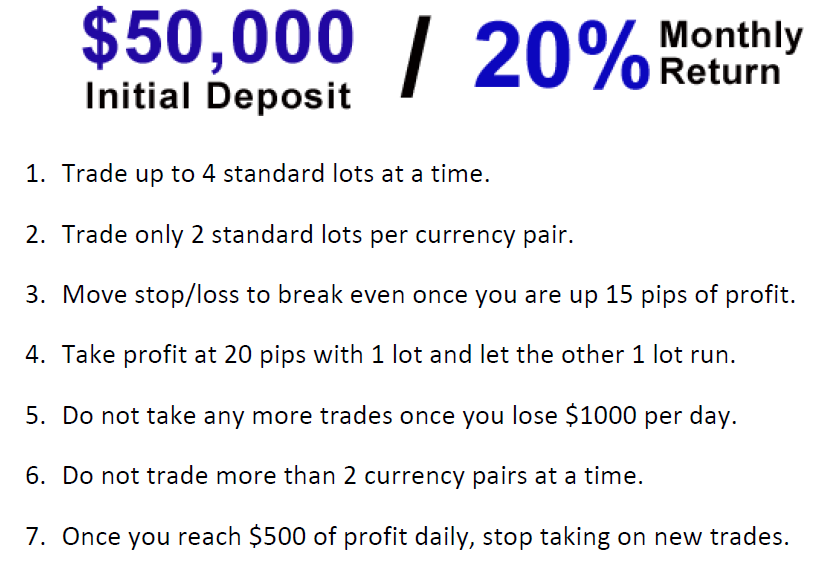 $50,000 / 20% Monthly Return
Initial Deposit
1. Trade up to 4 standard lots at a time.
2. Trade only 2 standard lots per currency pair.
3. Move stop/loss to break even once you are up 15 pips of profit.
4. Take profit at 20 pips with 1 lot and let the other 1 lot run.
5. Do not take any more trades once you lose $1000 per day.
6. Do not trade more than 2 currency pairs at a time.
7. Once you reach $500 of profit daily, stop taking on new trades.